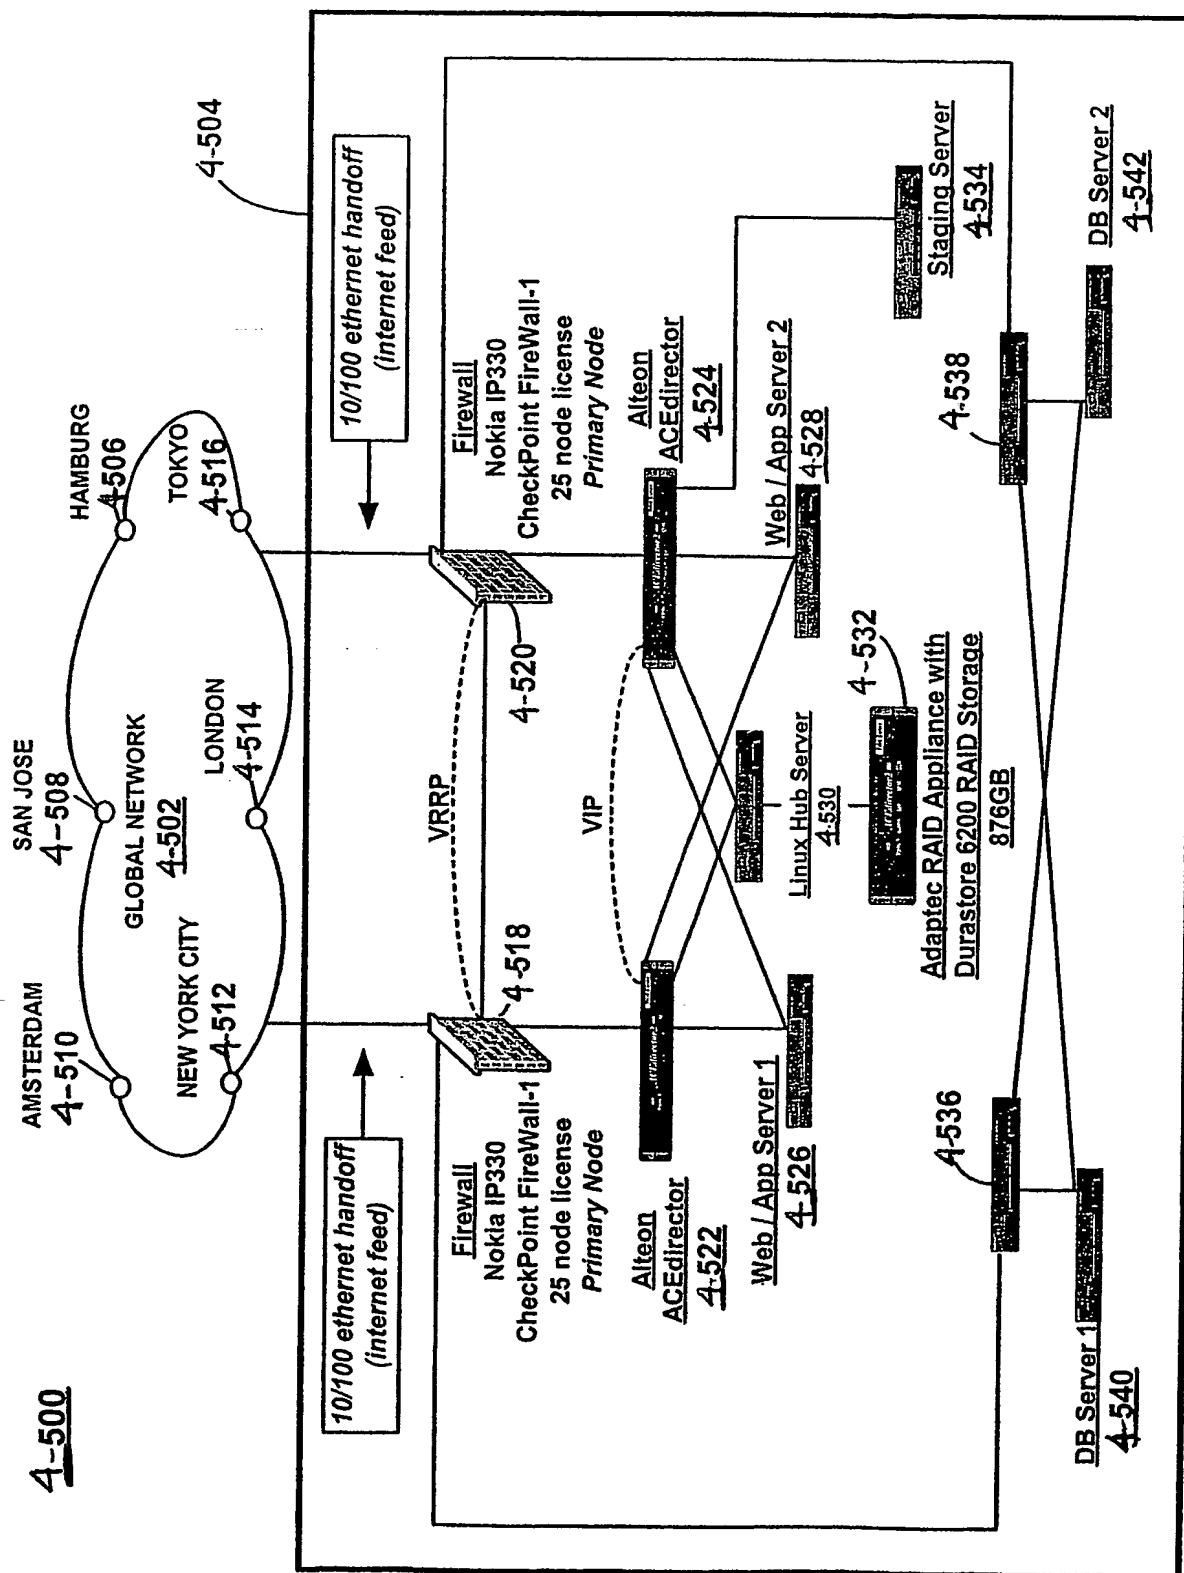 4-500
AMSTERDAM
4-510
SAN JOSE
4-508
HAMBURG
4-506
GLOBAL NETWORK
4-502
NEW YORK CITY
4-512
LONDON
4-514
TOKYO
4-516
4-504
10/100 ethernet handoff
(internet feed)
10/100 ethernet handoff
(internet feed)
VRRP
4-518
4-520
Firewall
Nokia IP330
CheckPoint FireWall-1
25 node license
Primary Node
Firewall
Nokia IP330
CheckPoint FireWall-1
25 node license
Primary Node
VIP
Alteon
ACEdirector
4-522
Alteon
ACEdirector
4-524
Web / App Server 1
4-526
Web / App Server 2
4-528
Linux Hub Server
4-530
4-532
Adaptec RAID Appliance with
Durastore 6200 RAID Storage
876GB
Staging Server
4-534
4-536
4-538
DB Server 1
4-540
DB Server 2
4-542